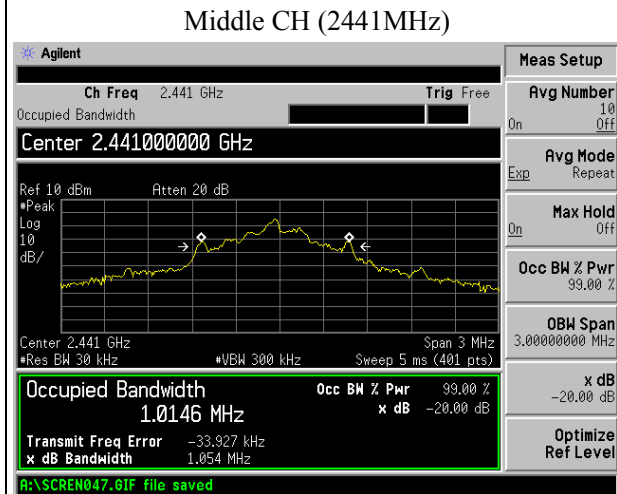 Middle CH (2441MHz)
Agilent
Meas Setup
Ch Freq 2.441 GHz Trig Free
Occupied Bandwidth
Center 2.441000000 GHz
Ref 10 dBm Atten 20 dB
#Peak
Log
10
dB/
Center 2.441 GHz Span 3 MHz
#Res BW 30 kHz #VBW 300 kHz Sweep 5 ms (401 pts)
Occupied Bandwidth Occ BW % Pwr 99.00 %
1.0146 MHz x dB -20.00 dB
Transmit Freq Error -33.927 kHz
x dB Bandwidth 1.054 MHz
A:\SCREN047.GIF file saved
Avg Number
10
On Off
Avg Mode
Exp Repeat
Max Hold
On Off
Occ BW % Pwr
99.00 %
OBW Span
3.00000000 MHz
x dB
-20.00 dB
Optimize
Ref Level